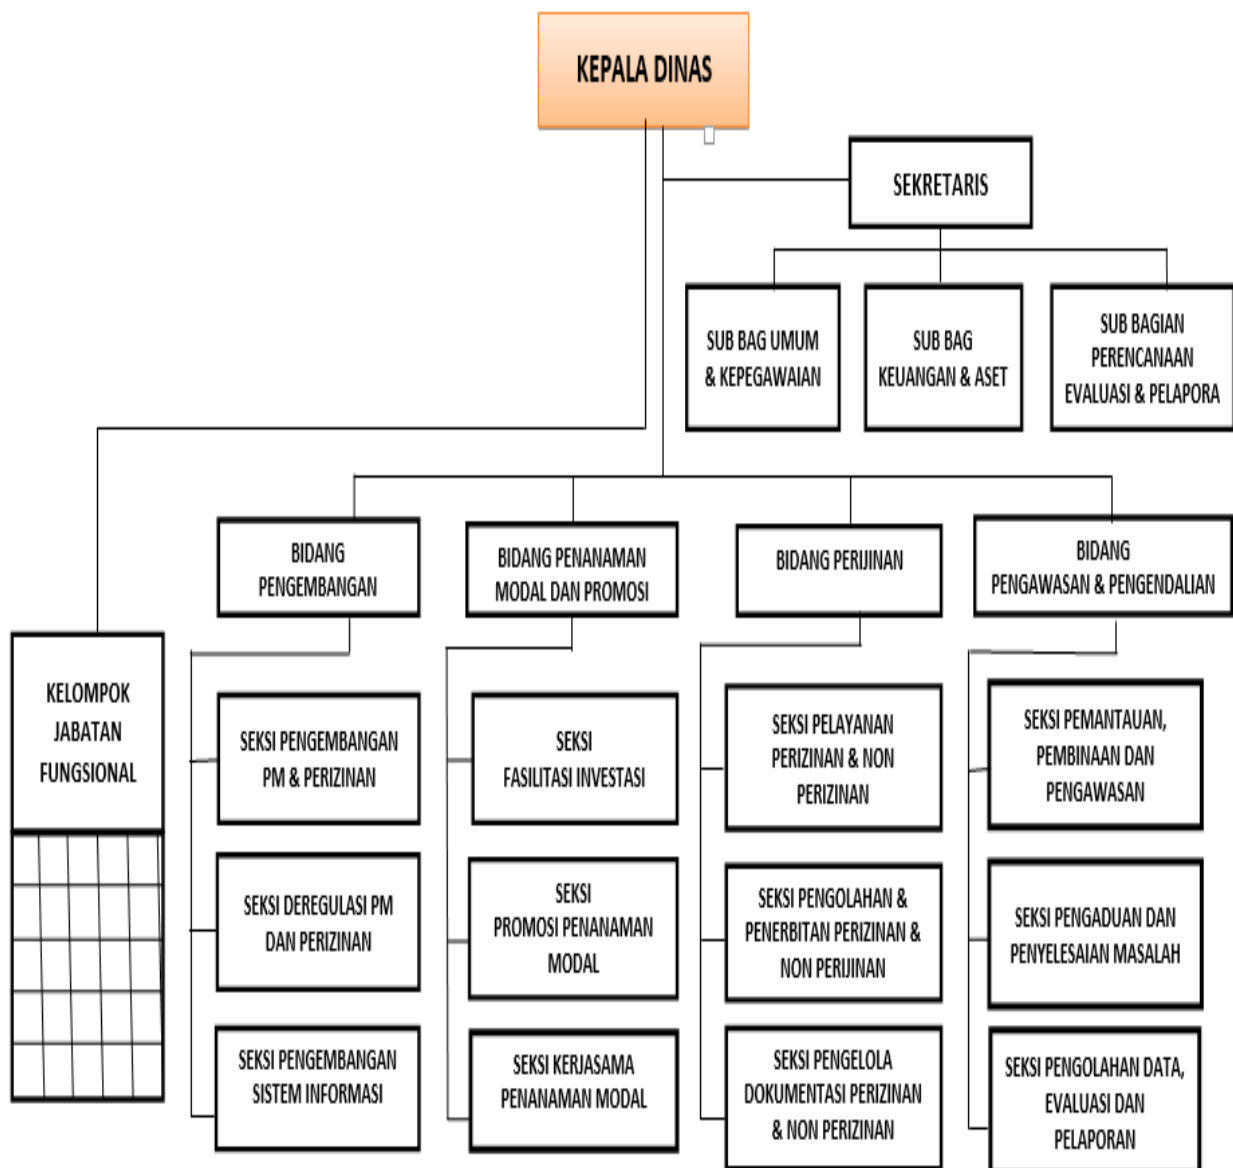 KEPALA DINAS
SEKRETARIS
SUB BAG UMUM
& KEPEGAWAIAN
SUB BAG
KEUANGAN & ASET
SUB BAGIAN
PERENCANAAN
EVALUASI & PELAPORA
BIDANG
PENGEMBANGAN
BIDANG PENANAMAN
MODAL DAN PROMOSI
BIDANG PERIJINAN
BIDANG
PENGAWASAN & PENGENDALIAN
KELOMPOK
JABATAN
FUNGSIONAL
SEKSI PENGEMBANGAN
PM & PERIZINAN
SEKSI DEREGULASI PM
DAN PERIZINAN
SEKSI PENGEMBANGAN
SISTEM INFORMASI
SEKSI
FASILITASI INVESTASI
SEKSI
PROMOSI PENANAMAN
MODAL
SEKSI KERJASAMA
PENANAMAN MODAL
SEKSI PELAYANAN
PERIZINAN & NON
PERIZINAN
SEKSI PENGOLAHAN &
PENERBITAN PERIZINAN &
NON PERIJINAN
SEKSI PENGELOLA
DOKUMENTASI PERIZINAN
& NON PERIZINAN
SEKSI PEMANTAUAN,
PEMBINAAN DAN
PENGAWASAN
SEKSI PENGADUAN DAN
PENYELESAIAN MASALAH
SEKSI PENGOLAHAN DATA,
EVALUASI DAN
PELAPORAN